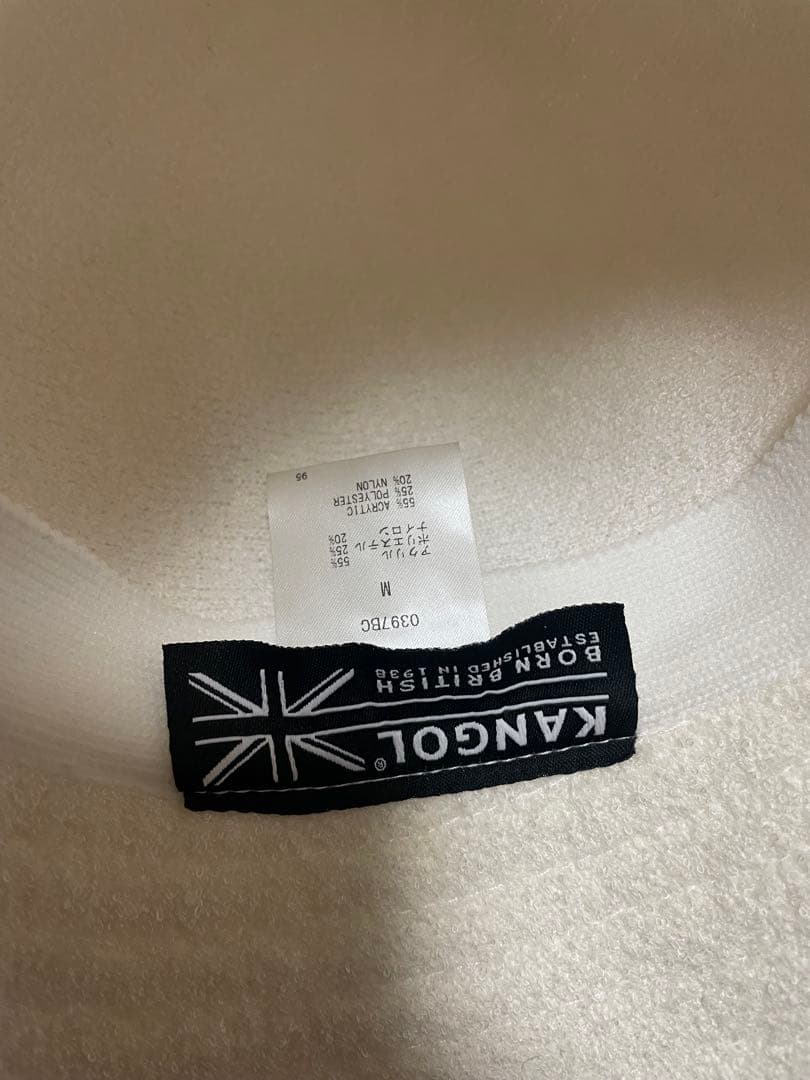 KANGOL®
BORN BRITISH
ESTABLISHED IN 1938
0397BC
M
アクリル 55%
ポリエステル 25%
ナイロン 20%
55% ACRYTIC
25% POLYESTER
20% NYLON
95